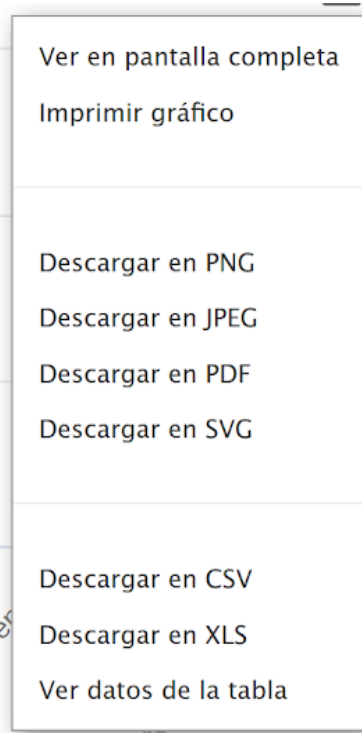 Ver en pantalla completa
Imprimir gráfico
Descargar en PNG
Descargar en JPEG
Descargar en PDF
Descargar en SVG
Descargar en CSV
Descargar en XLS
Ver datos de la tabla